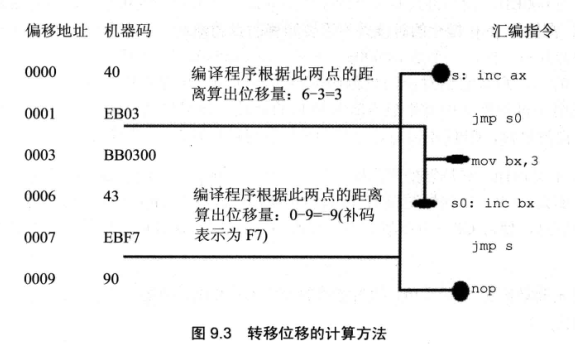 偏移地址 机器码 汇编指令
0000 40 编译程序根据此两点的距 s: inc ax
离算出位移量：6-3=3
0001 EB03 jmp s0
0003 BB0300 mov bx,3
0006 43 编译程序根据此两点的距离 s0: inc bx
算出位移量：0-9=-9(补码
0007 EBF7 表示为 F7) jmp s
0009 90 nop
图 9.3 转移位移的计算方法